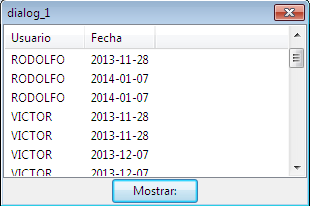 dialog_1
Usuario Fecha
RODOLFO 2013-11-28
RODOLFO 2014-01-07
RODOLFO 2014-01-07
VICTOR 2013-11-28
VICTOR 2013-11-28
VICTOR 2013-12-07
VICTOR 2013-12-07
Mostrar: